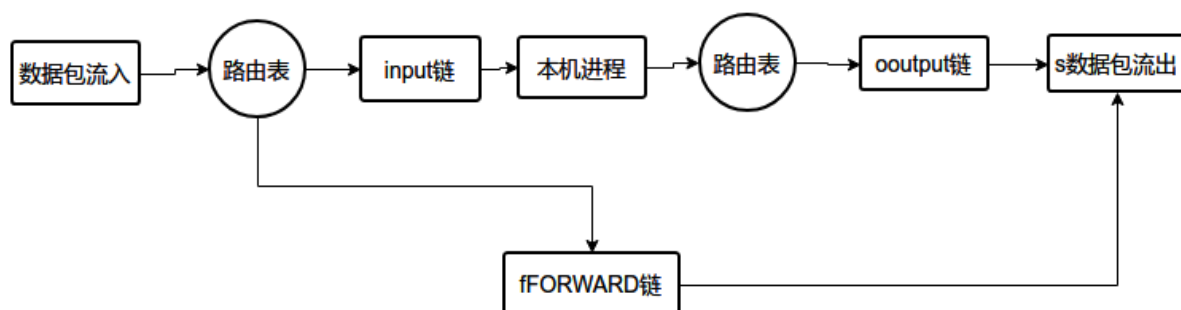 数据包流入
路由表
input链
本机进程
路由表
ooutput链
s数据包流出
fFORWARD链